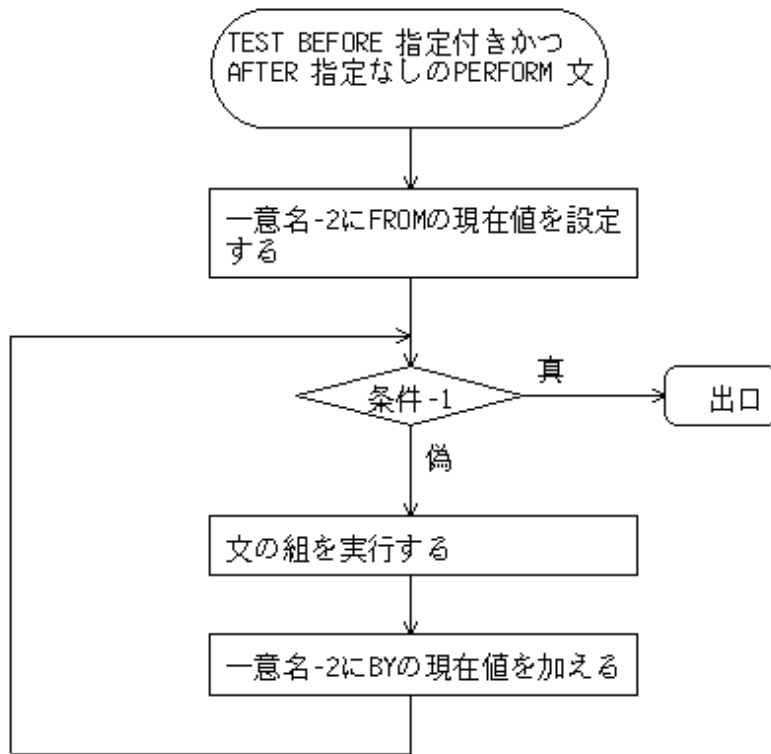 TEST BEFORE 指定付きかつ
AFTER 指定なしのPERFORM 文
一意名-2にFROMの現在値を設定
する
条件-1
真
出口
偽
文の組を実行する
一意名-2にBYの現在値を加える